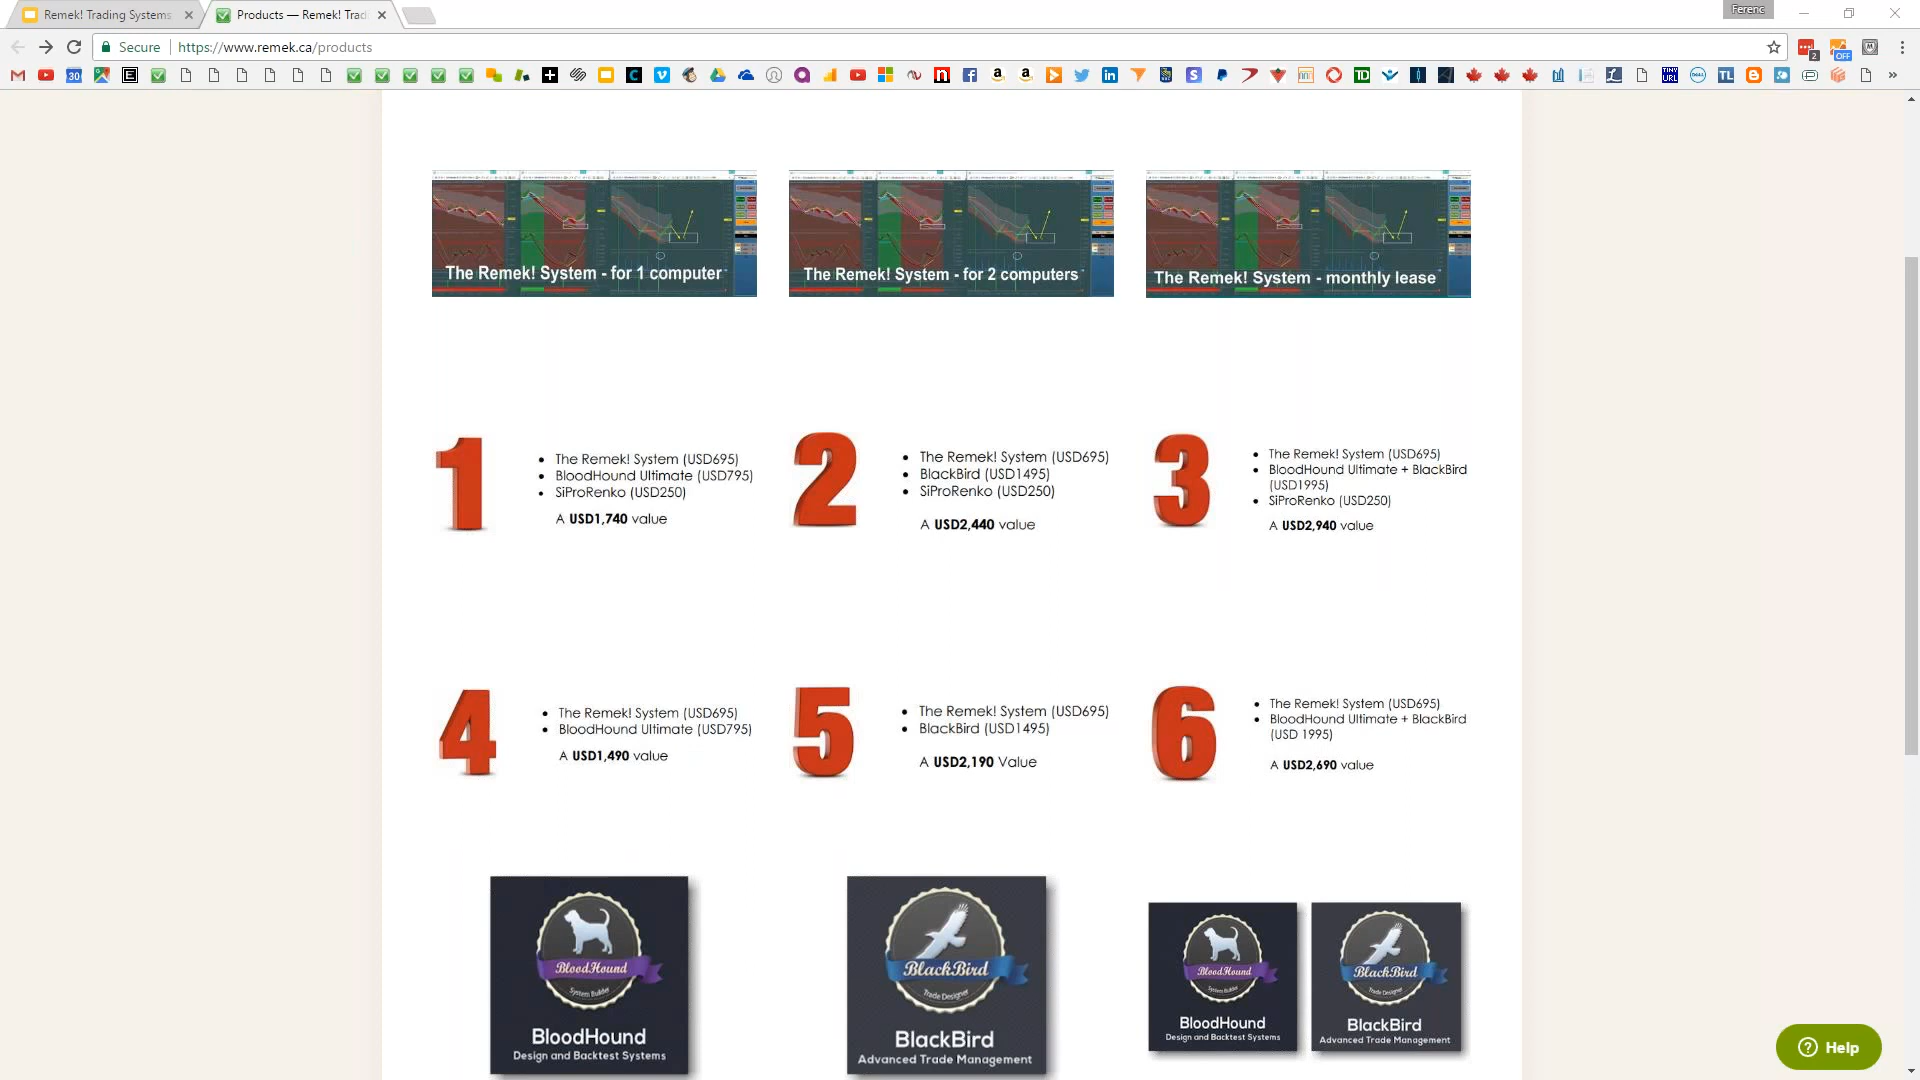 Remek! Trading Systems
Products — Remek! Trad
Ferenc
Secure
https://www.remek.ca/products
The Remek! System - for 1 computer
The Remek! System - for 2 computers
The Remek! System - monthly lease
1
The Remek! System (USD695)
BloodHound Ultimate (USD795)
SiProRenko (USD250)
A USD1,740 value
2
The Remek! System (USD695)
BlackBird (USD1495)
SiProRenko (USD250)
A USD2,440 value
3
The Remek! System (USD695)
BloodHound Ultimate + BlackBird
(USD1995)
SiProRenko (USD250)
A USD2,940 value
4
The Remek! System (USD695)
BloodHound Ultimate (USD795)
A USD1,490 value
5
The Remek! System (USD695)
BlackBird (USD1495)
A USD2,190 Value
6
The Remek! System (USD695)
BloodHound Ultimate + BlackBird
(USD 1995)
A USD2,690 value
BloodHound
System Builder
BloodHound
Design and Backtest Systems
BlackBird
Trade Designer
BlackBird
Advanced Trade Management
BloodHound
System Builder
BloodHound
Design and Backtest Systems
BlackBird
Trade Designer
BlackBird
Advanced Trade Management
Help